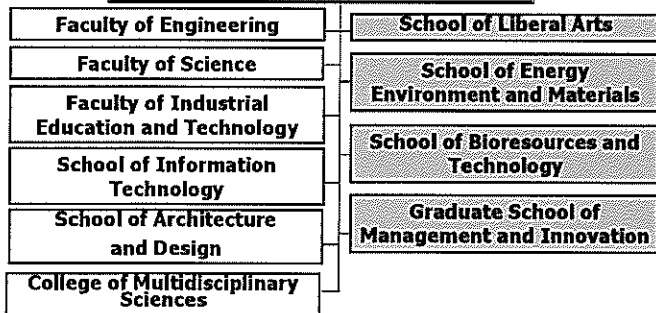 Faculty of Engineering
Faculty of Science
Faculty of Industrial
Education and Technology
School of Information
Technology
School of Architecture
and Design
College of Multidisciplinary
Sciences
School of Liberal Arts
School of Energy
Environment and Materials
School of Bioresources and
Technology
Graduate School of
Management and Innovation